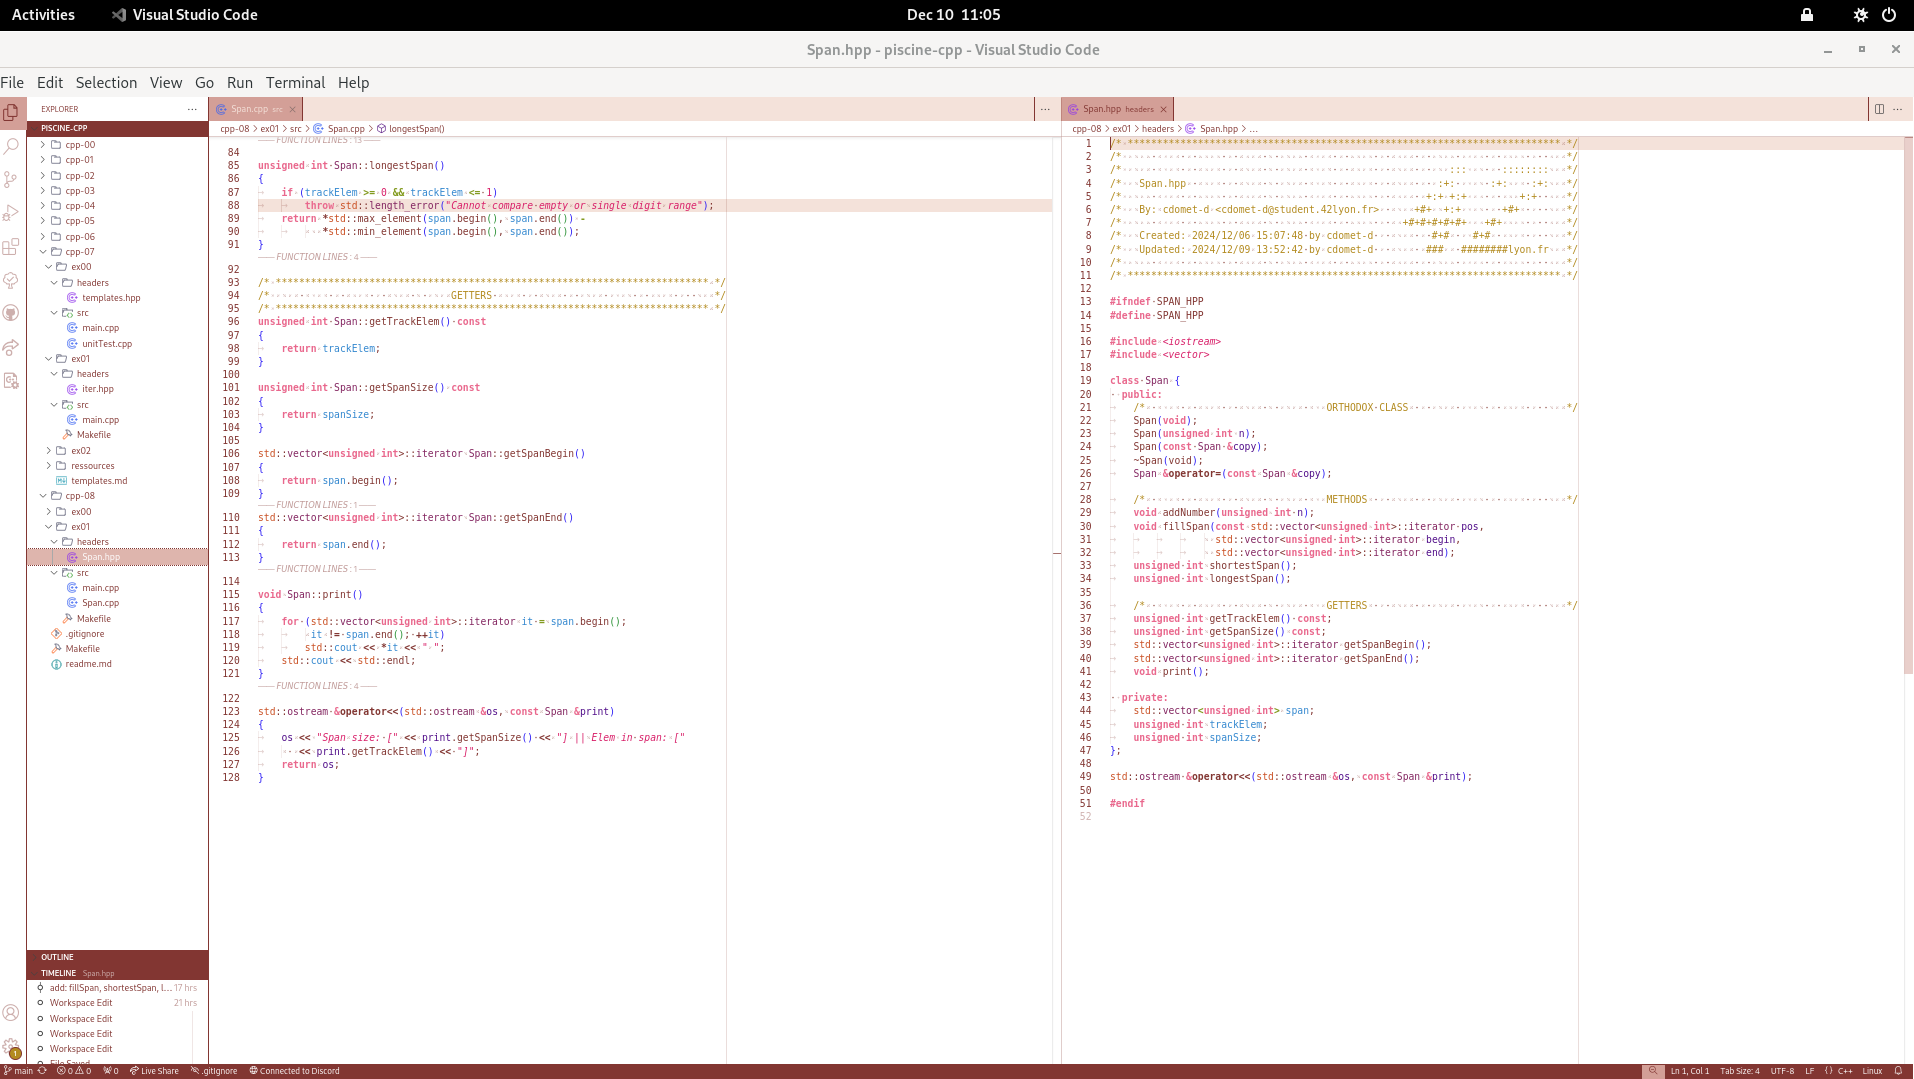 Activities
Visual Studio Code
Dec 10 11:05
Span.hpp - piscine-cpp - Visual Studio Code
File Edit Selection View Go Run Terminal Help
EXPLORER
PISCINE-CPP
cpp-00
cpp-01
cpp-02
cpp-03
cpp-04
cpp-05
cpp-06
cpp-07
ex00
headers
templates.hpp
src
main.cpp
unitTest.cpp
ex01
headers
iter.hpp
src
main.cpp
Makefile
ex02
ressources
templates.md
cpp-08
ex00
ex01
headers
Span.hpp
src
main.cpp
Span.cpp
Makefile
.gitignore
Makefile
readme.md
OUTLINE
TIMELINE Span.hpp
add: fillSpan, shortestSpan, l... 17 hrs
Workspace Edit 21 hrs
Workspace Edit
Workspace Edit
Workspace Edit
File Saved
Span.cpp src
cpp-08 > ex01 > src > Span.cpp > longestSpan()
FUNCTION LINES : 13
84
85 unsigned int Span::longestSpan()
86 {
87 if (trackElem >= 0 && trackElem <= 1)
88 throw std::length_error("Cannot compare empty or single digit range");
89 return *std::max_element(span.begin(), span.end()) -
90 *std::min_element(span.begin(), span.end());
91 }
FUNCTION LINES : 4
92
93 /* ************************************************************************** */
94 /* GETTERS */
95 /* ************************************************************************** */
96 unsigned int Span::getTrackElem() const
97 {
98 return trackElem;
99 }
100
101 unsigned int Span::getSpanSize() const
102 {
103 return spanSize;
104 }
105
106 std::vector<unsigned int>::iterator Span::getSpanBegin()
107 {
108 return span.begin();
109 }
FUNCTION LINES : 1
110 std::vector<unsigned int>::iterator Span::getSpanEnd()
111 {
112 return span.end();
113 }
FUNCTION LINES : 1
114
115 void Span::print()
116 {
117 for (std::vector<unsigned int>::iterator it = span.begin();
118 it != span.end(); ++it)
119 std::cout << *it << " ";
120 std::cout << std::endl;
121 }
FUNCTION LINES : 4
122
123 std::ostream &operator<<(std::ostream &os, const Span &print)
124 {
125 os << "Span size: [" << print.getSpanSize() << "] || Elem in span: ["
126 << print.getTrackElem() << "]";
127 return os;
128 }
Span.hpp headers
cpp-08 > ex01 > headers > Span.hpp > ...
1 /* ************************************************************************** */
2 /* */
3 /* ::: :::::::: */
4 /* Span.hpp :+: :+: :+: */
5 /* +:+ +:+ +:+ */
6 /* By: cdomet-d <cdomet-d@student.42lyon.fr> +#+ +:+ +#+ */
7 /* +#+#+#+#+#+ +#+ */
8 /* Created: 2024/12/06 15:07:48 by cdomet-d #+# #+# */
9 /* Updated: 2024/12/09 13:52:42 by cdomet-d ### ########lyon.fr */
10 /* */
11 /* ************************************************************************** */
12
13 #ifndef SPAN_HPP
14 #define SPAN_HPP
15
16 #include <iostream>
17 #include <vector>
18
19 class Span {
20 public:
21 /* ORTHODOX CLASS */
22 Span(void);
23 Span(unsigned int n);
24 Span(const Span &copy);
25 ~Span(void);
26 Span &operator=(const Span &copy);
27
28 /* METHODS */
29 void addNumber(unsigned int n);
30 void fillSpan(const std::vector<unsigned int>::iterator pos,
31 std::vector<unsigned int>::iterator begin,
32 std::vector<unsigned int>::iterator end);
33 unsigned int shortestSpan();
34 unsigned int longestSpan();
35
36 /* GETTERS */
37 unsigned int getTrackElem() const;
38 unsigned int getSpanSize() const;
39 std::vector<unsigned int>::iterator getSpanBegin();
40 std::vector<unsigned int>::iterator getSpanEnd();
41 void print();
42
43 private:
44 std::vector<unsigned int> span;
45 unsigned int trackElem;
46 unsigned int spanSize;
47 };
48
49 std::ostream &operator<<(std::ostream &os, const Span &print);
50
51 #endif
52
1
main 0 0 0 Live Share .gitignore Connected to Discord
Ln 1, Col 1 Tab Size: 4 UTF-8 LF {} C++ Linux